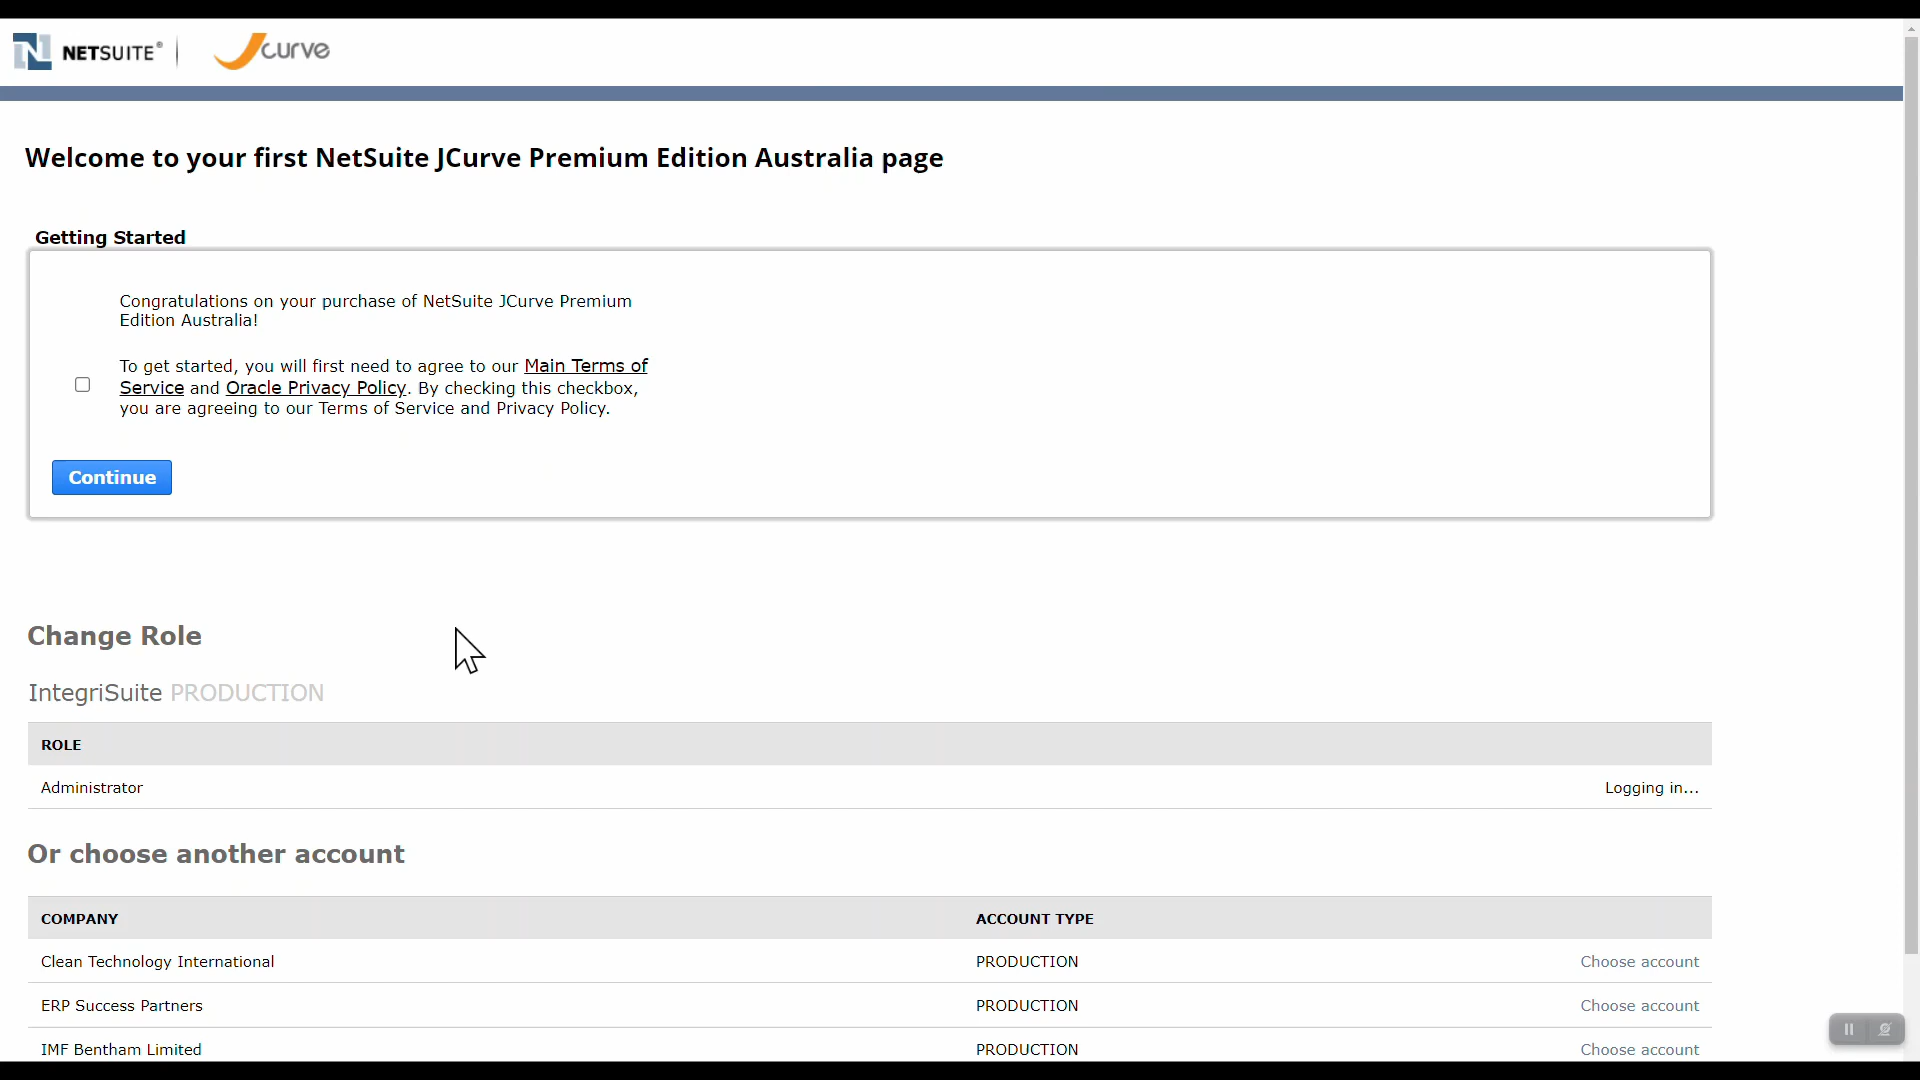 NETSUITE®
Jcurve
Welcome to your first NetSuite JCurve Premium Edition Australia page
Getting Started
Congratulations on your purchase of NetSuite JCurve Premium
Edition Australia!
To get started, you will first need to agree to our Main Terms of
Service and Oracle Privacy Policy. By checking this checkbox,
you are agreeing to our Terms of Service and Privacy Policy.
Continue
Change Role
IntegriSuite PRODUCTION
ROLE
Administrator Logging in...
Or choose another account
COMPANY ACCOUNT TYPE
Clean Technology International PRODUCTION Choose account
ERP Success Partners PRODUCTION Choose account
IMF Bentham Limited PRODUCTION Choose account